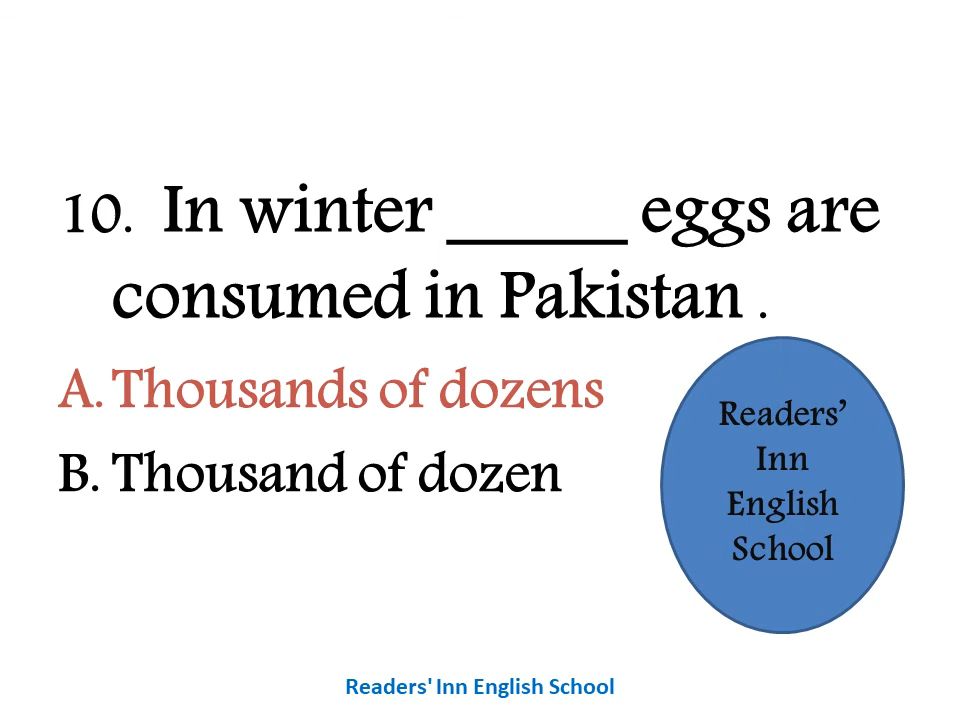 10. In winter _____ eggs are
consumed in Pakistan .
A. Thousands of dozens
B. Thousand of dozen
Readers’
Inn
English
School
Readers' Inn English School